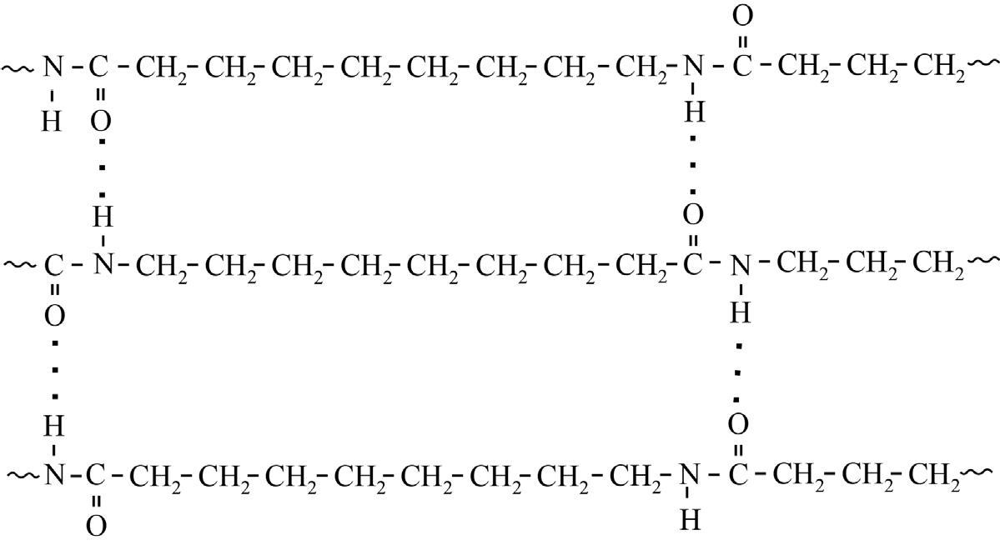 O
N – C – CH₂ – CH₂ – CH₂ – CH₂ – CH₂ – CH₂ – CH₂ – CH₂ – N – C – CH₂ – CH₂ – CH₂
H O H
H O
C – N – CH₂ – CH₂ – CH₂ – CH₂ – CH₂ – CH₂ – CH₂ – CH₂ – C – N – CH₂ – CH₂ – CH₂
O H
H O
N – C – CH₂ – CH₂ – CH₂ – CH₂ – CH₂ – CH₂ – CH₂ – CH₂ – N – C – CH₂ – CH₂ – CH₂
O H